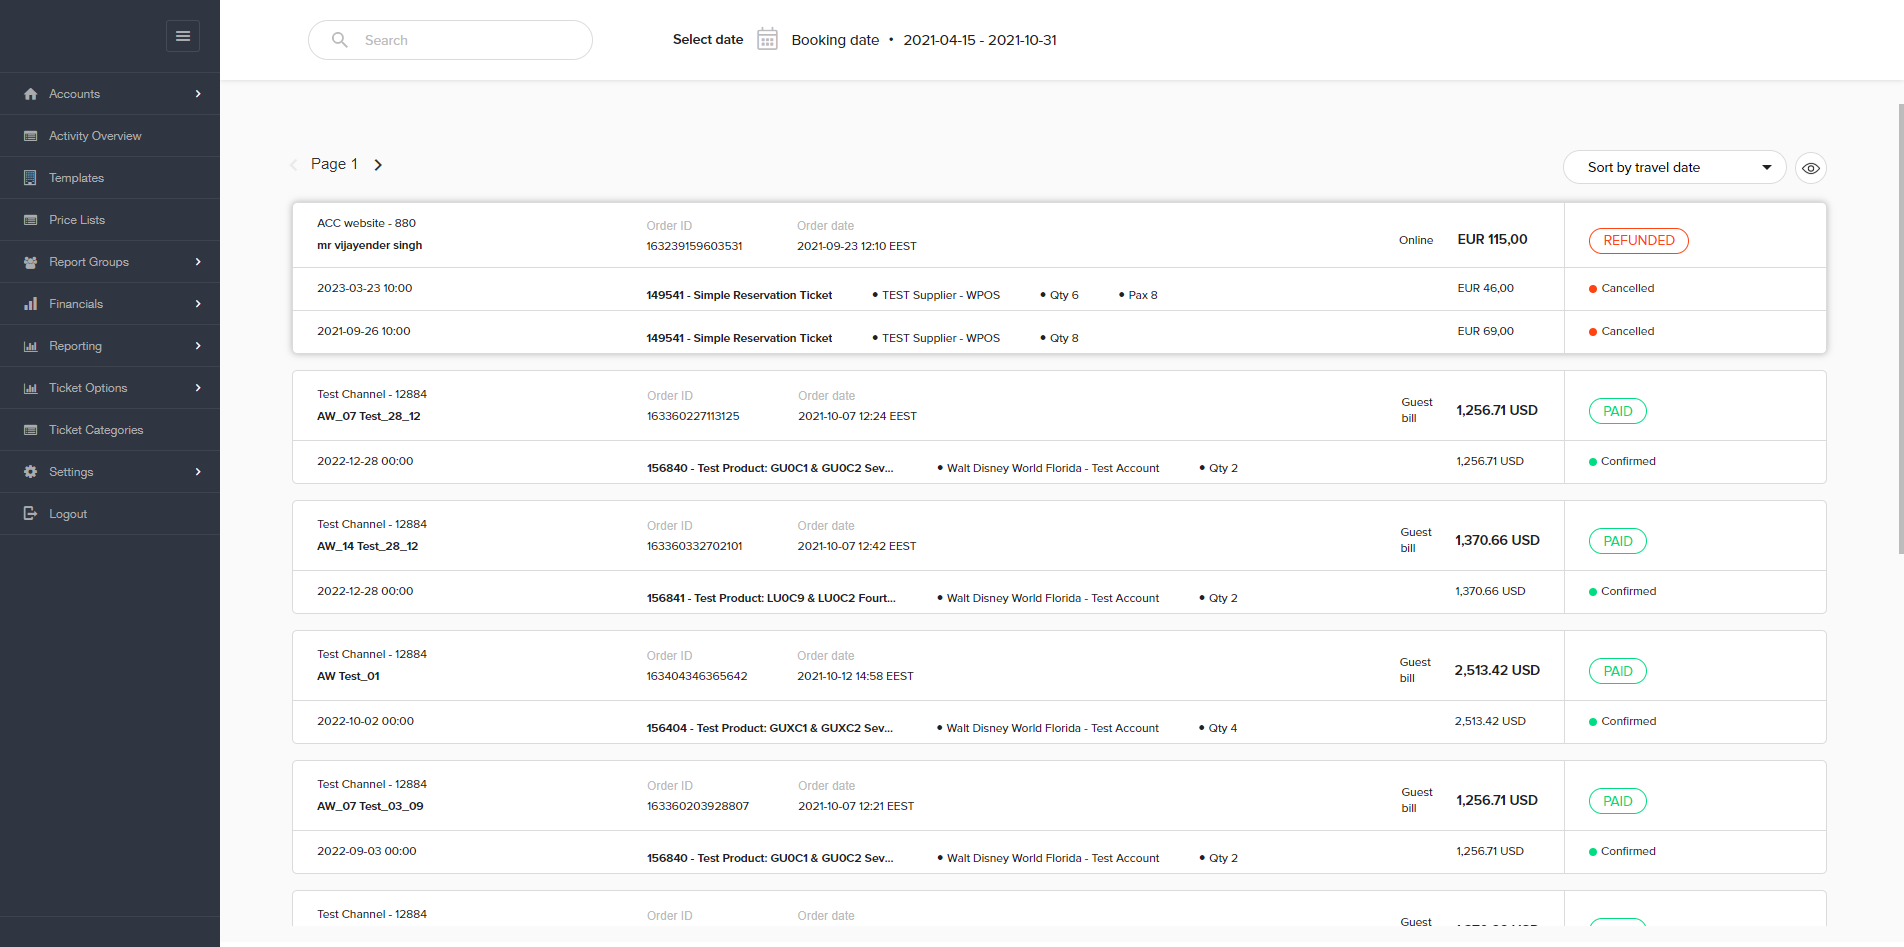 Search
Select date Booking date • 2021-04-15 - 2021-10-31
Accounts
Activity Overview
Templates
Price Lists
Report Groups
Financials
Reporting
Ticket Options
Ticket Categories
Settings
Logout
Page 1
Sort by travel date
ACC website - 880
mr vijayender singh
Order ID
163239159603531
Order date
2021-09-23 12:10 EEST
Online
EUR 115,00
REFUNDED
2023-03-23 10:00
149541 - Simple Reservation Ticket • TEST Supplier - WPOS • Qty 6 • Pax 8
EUR 46,00
Cancelled
2021-09-26 10:00
149541 - Simple Reservation Ticket • TEST Supplier - WPOS • Qty 8
EUR 69,00
Cancelled
Test Channel - 12884
AW_07 Test_28_12
Order ID
163360227113125
Order date
2021-10-07 12:24 EEST
Guest
bill
1,256.71 USD
PAID
2022-12-28 00:00
156840 - Test Product: GU0C1 & GU0C2 Sev... • Walt Disney World Florida - Test Account • Qty 2
1,256.71 USD
Confirmed
Test Channel - 12884
AW_14 Test_28_12
Order ID
163360332702101
Order date
2021-10-07 12:42 EEST
Guest
bill
1,370.66 USD
PAID
2022-12-28 00:00
156841 - Test Product: LU0C9 & LU0C2 Fourt... • Walt Disney World Florida - Test Account • Qty 2
1,370.66 USD
Confirmed
Test Channel - 12884
AW Test_01
Order ID
163404346365642
Order date
2021-10-12 14:58 EEST
Guest
bill
2,513.42 USD
PAID
2022-10-02 00:00
156404 - Test Product: GUXC1 & GUXC2 Sev... • Walt Disney World Florida - Test Account • Qty 4
2,513.42 USD
Confirmed
Test Channel - 12884
AW_07 Test_03_09
Order ID
163360203928807
Order date
2021-10-07 12:21 EEST
Guest
bill
1,256.71 USD
PAID
2022-09-03 00:00
156840 - Test Product: GU0C1 & GU0C2 Sev... • Walt Disney World Florida - Test Account • Qty 2
1,256.71 USD
Confirmed
Test Channel - 12884
Order ID
Order date
Guest